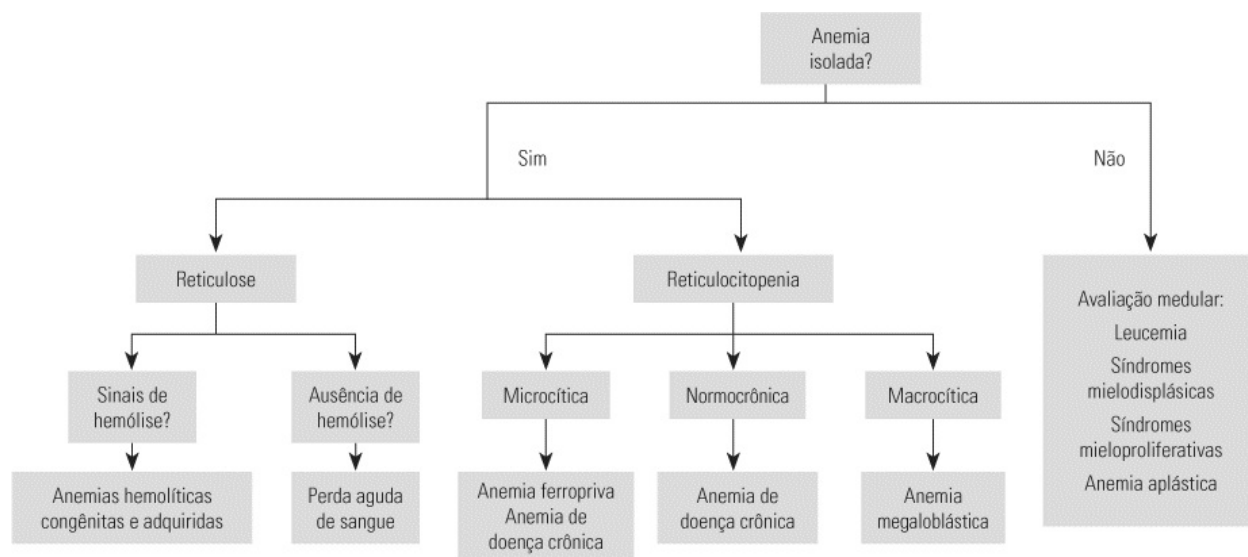 Anemia
isolada?
Sim
Não
Reticulose
Reticulocitopenia
Avaliação medular:
Leucemia
Síndromes
mielodisplásicas
Síndromes
mieloproliferativas
Anemia aplástica
Sinais de
hemólise?
Ausência de
hemólise?
Microcítica
Normocrônica
Macrocítica
Anemias hemolíticas
congênitas e adquiridas
Perda aguda
de sangue
Anemia ferropriva
Anemia de
doença crônica
Anemia de
doença crônica
Anemia
megaloblástica